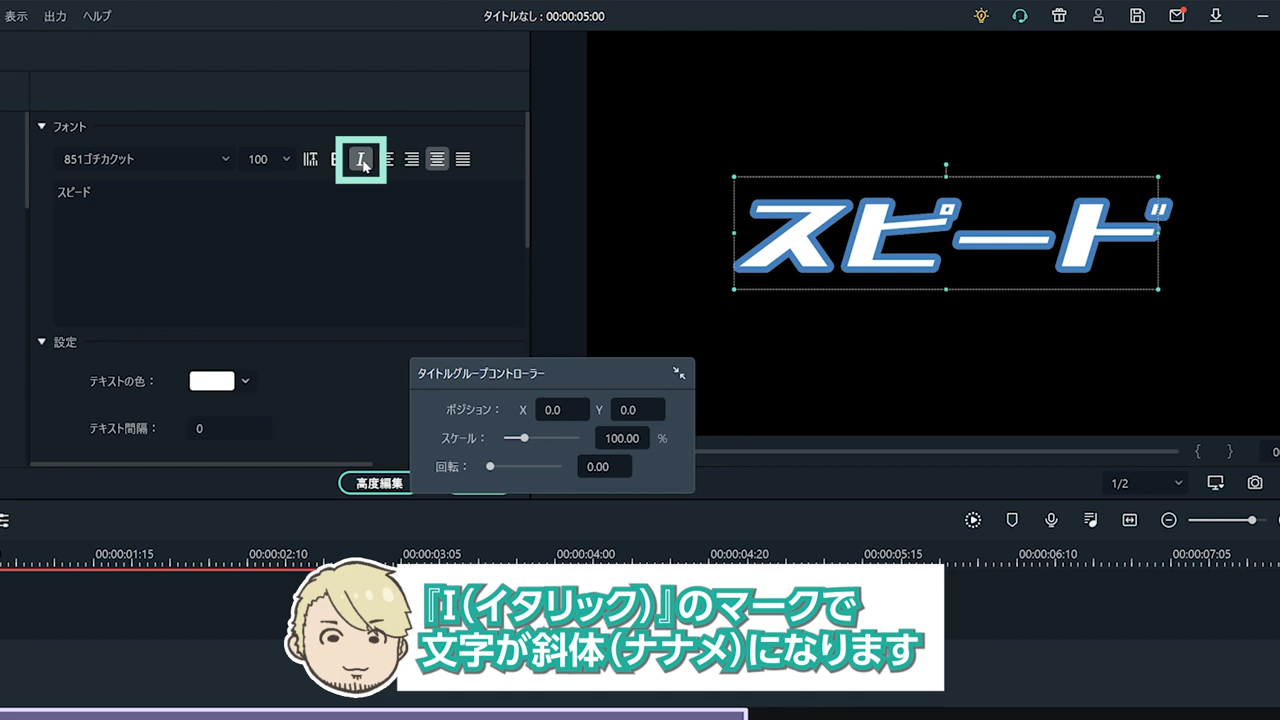 表示 出力 ヘルプ
タイトルなし : 00:00:05:00
フォント
851ゴチカクット 100
スピード
スピード
設定
テキストの色：
テキスト間隔： 0
タイトルグループコントローラー
ポジション： X 0.0 Y 0.0
スケール： 100.00 %
回転： 0.00
高度編集
1/2
00:00:01:15 00:00:02:10 00:00:03:05 00:00:04:00 00:00:04:20 00:00:05:15 00:00:06:10 00:00:07:05
『I（イタリック）』のマークで
文字が斜体（ナナメ）になります